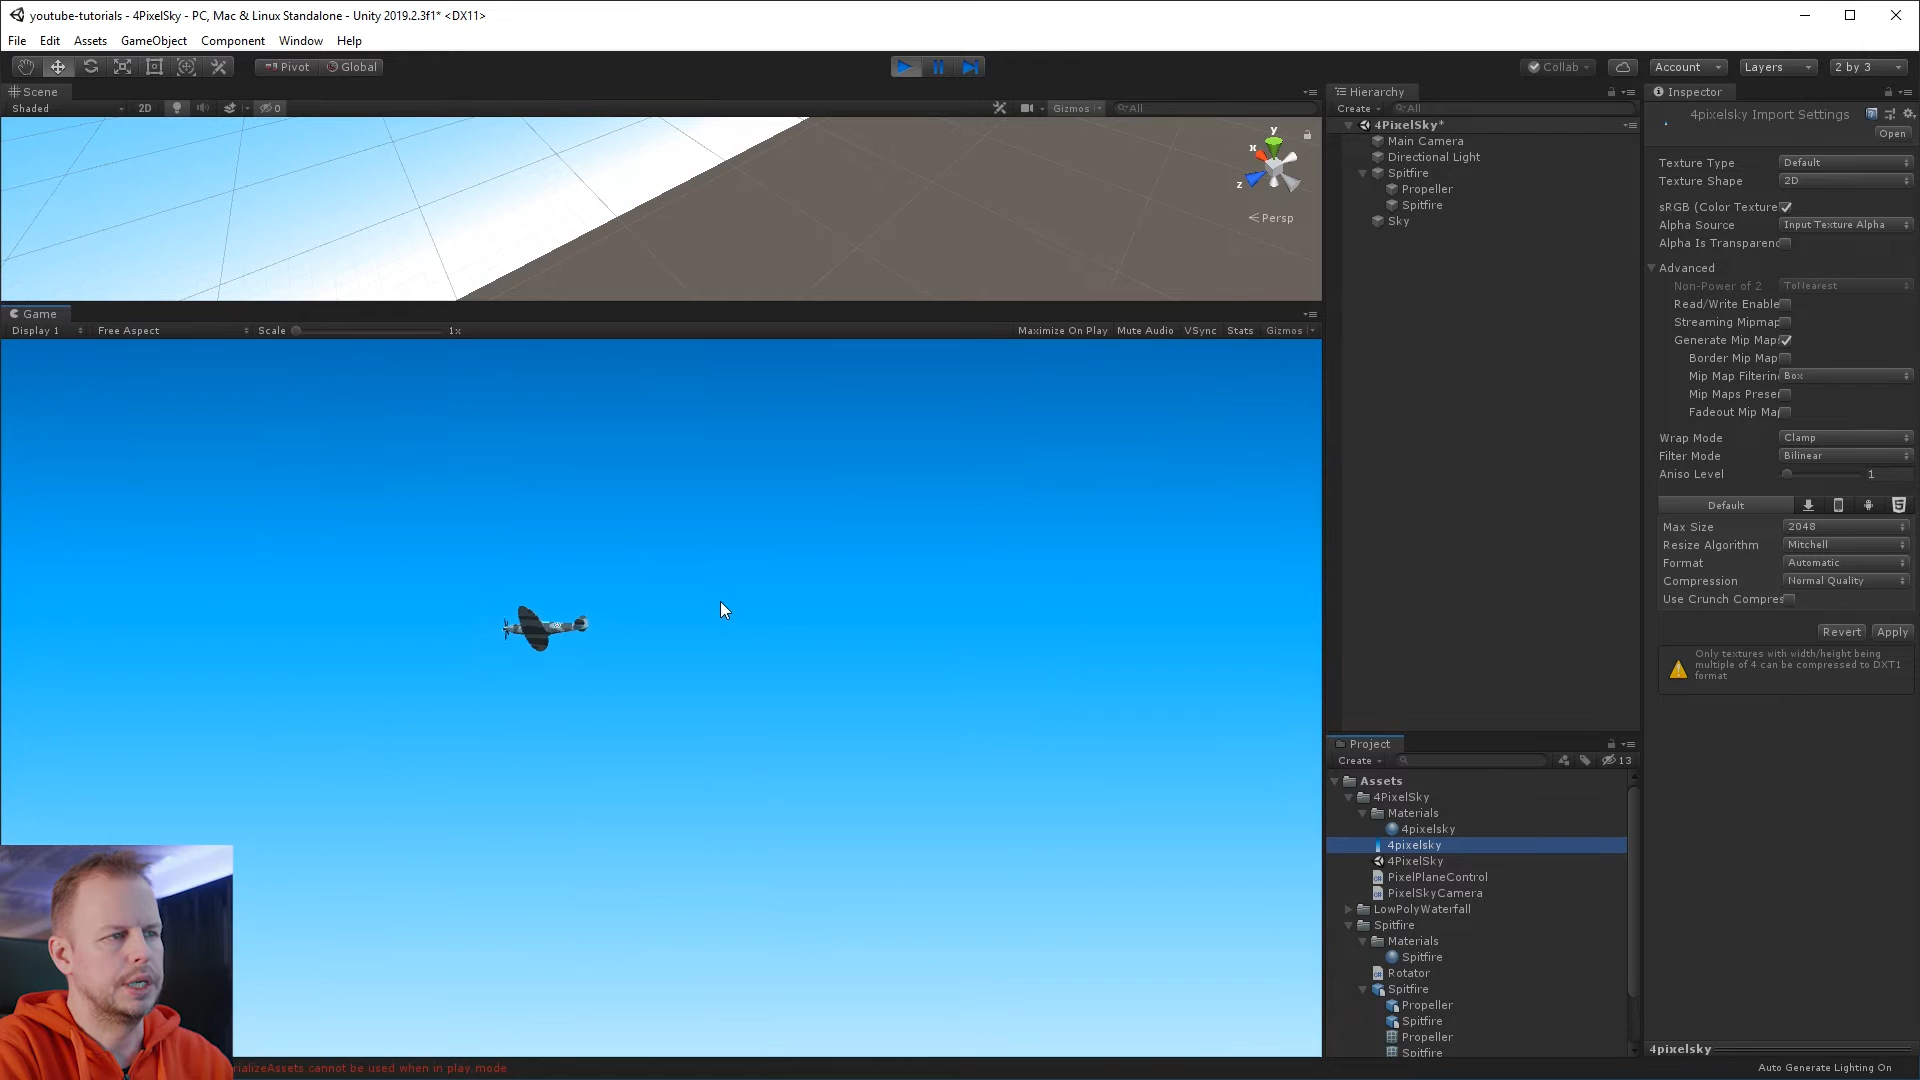 youtube-tutorials - 4PixelSky - PC, Mac & Linux Standalone - Unity 2019.2.3f1* <DX11>
File Edit Assets GameObject Component Window Help
Pivot Global
Collab Account Layers 2 by 3
Scene
Shaded 2D 0 Gizmos All
y
x
z
Persp
Game
Display 1 Free Aspect Scale 1x Maximize On Play Mute Audio VSync Stats Gizmos
rializeAssets cannot be used when in play mode
Hierarchy
Create All
4PixelSky*
Main Camera
Directional Light
Spitfire
Propeller
Spitfire
Sky
Project
Create 13
Assets
4PixelSky
Materials
4pixelsky
4pixelsky
4PixelSky
PixelPlaneControl
PixelSkyCamera
LowPolyWaterfall
Spitfire
Materials
Spitfire
Rotator
Spitfire
Propeller
Spitfire
Propeller
Spitfire
Inspector
4pixelsky Import Settings
Open
Texture Type Default
Texture Shape 2D
sRGB (Color Texture
Alpha Source Input Texture Alpha
Alpha Is Transparenc
Advanced
Non-Power of 2 ToNearest
Read/Write Enable
Streaming Mipmap
Generate Mip Map
Border Mip Map
Mip Map Filterin Box
Mip Maps Prese
Fadeout Mip Ma
Wrap Mode Clamp
Filter Mode Bilinear
Aniso Level 1
Default
Max Size 2048
Resize Algorithm Mitchell
Format Automatic
Compression Normal Quality
Use Crunch Compres
Revert Apply
Only textures with width/height being
multiple of 4 can be compressed to DXT1
format
4pixelsky
Auto Generate Lighting On